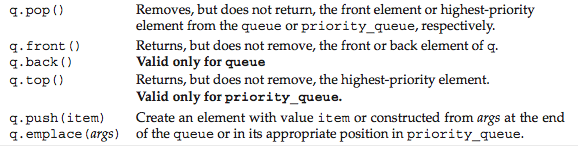 q.pop() Removes, but does not return, the front element or highest-priority
element from the queue or priority_queue, respectively.
q.front() Returns, but does not remove, the front or back element of q.
q.back() Valid only for queue
q.top() Returns, but does not remove, the highest-priority element.
Valid only for priority_queue.
q.push(item) Create an element with value item or constructed from args at the end
q.emplace(args) of the queue or in its appropriate position in priority_queue.